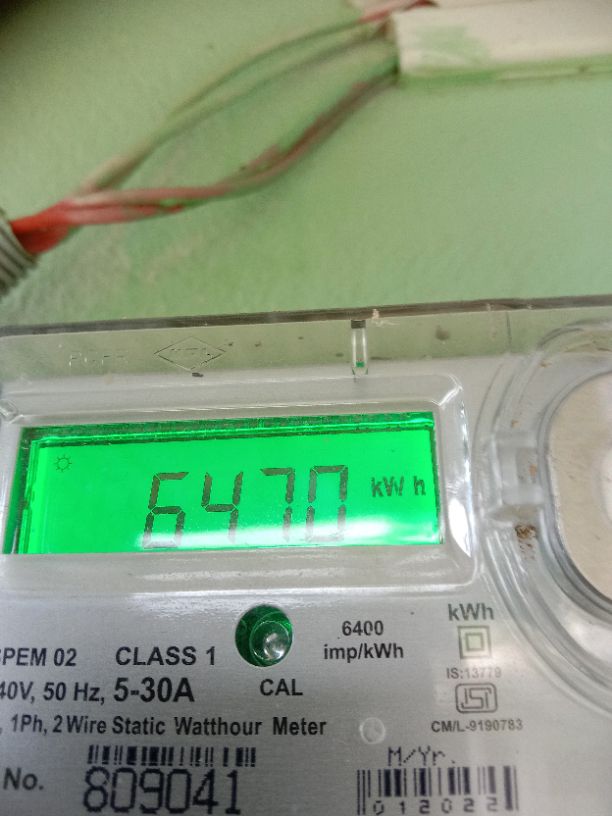 6470 kWh
6400
imp/kWh
kWh
PEM 02 CLASS 1
IS:13779
40V, 50 Hz, 5-30A
CAL
CM/L-9190783
, 1Ph, 2 Wire Static Watthour Meter
M/Yr.
No. 809041
012022